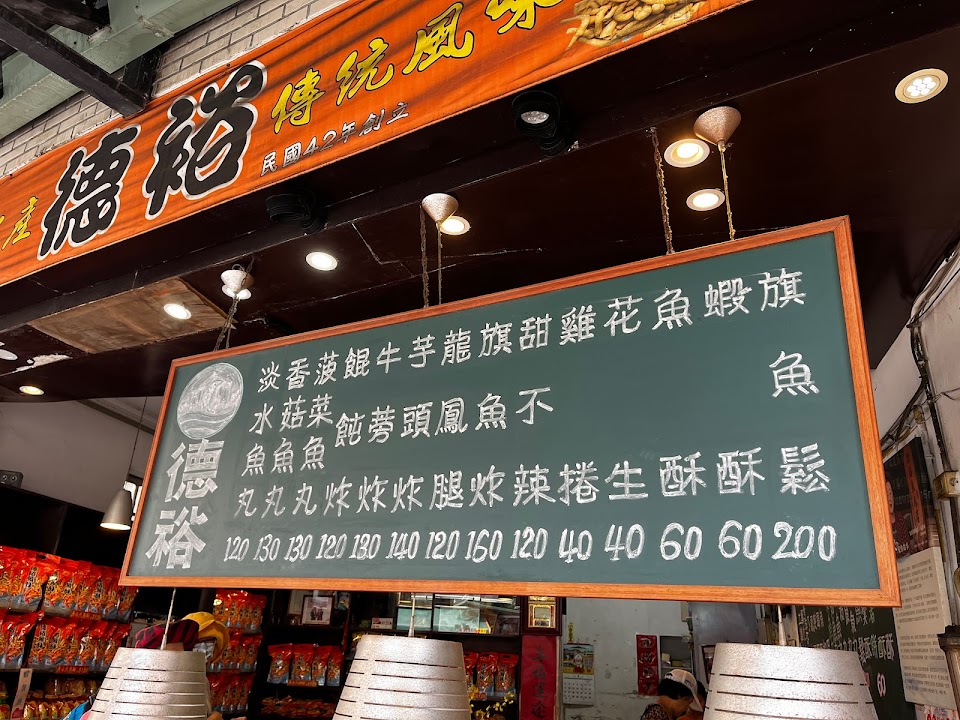 德裕
傳統風味
民國42年創立
德裕
淡水魚丸 120
香菇魚丸 130
菠菜魚丸 130
餛飩炸 120
牛蒡炸 130
芋頭炸 140
龍鳳腿 120
旗魚炸 160
甜不辣 120
雞捲 40
花生 40
魚酥 60
蝦酥 60
旗魚鬆 200